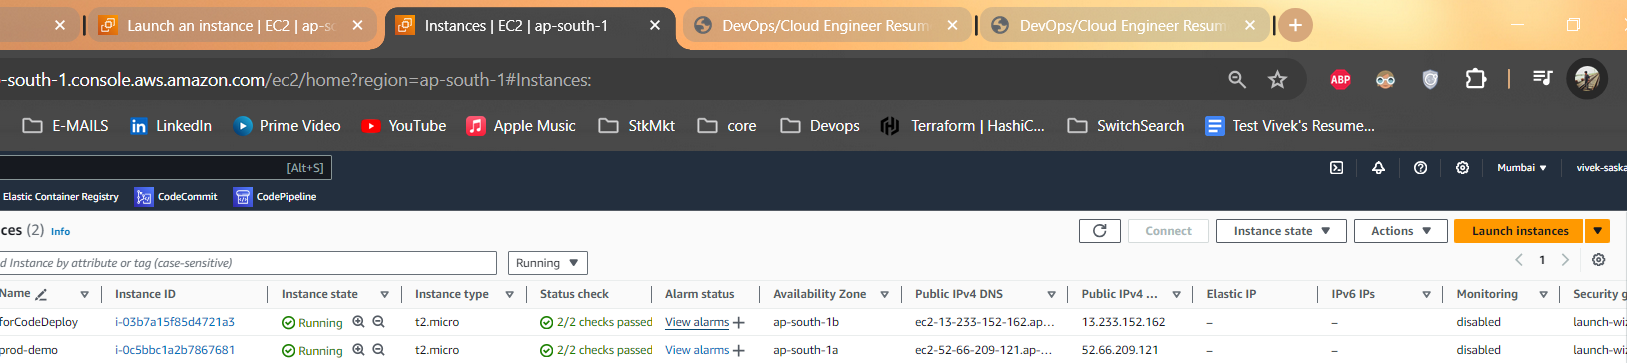 Launch an instance | EC2 | ap-so
Instances | EC2 | ap-south-1
DevOps/Cloud Engineer Resum
DevOps/Cloud Engineer Resum
-south-1.console.aws.amazon.com/ec2/home?region=ap-south-1#Instances:
ABP
E-MAILS LinkedIn Prime Video YouTube Apple Music StkMkt core Devops Terraform | HashiC... SwitchSearch Test Vivek's Resume...
[Alt+S] Mumbai ▼ vivek-saska
Elastic Container Registry CodeCommit CodePipeline
ces (2) Info Connect Instance state ▼ Actions ▼ Launch instances ▼
d Instance by attribute or tag (case-sensitive) Running ▼ < 1 >
Name Instance ID Instance state Instance type Status check Alarm status Availability Zone Public IPv4 DNS Public IPv4 ... Elastic IP IPv6 IPs Monitoring Security g
forCodeDeploy i-03b7a15f85d4721a3 Running t2.micro 2/2 checks passed View alarms + ap-south-1b ec2-13-233-152-162.ap... 13.233.152.162 – – disabled launch-wiz
prod-demo i-0c5bbc1a2b7867681 Running t2.micro 2/2 checks passed View alarms + ap-south-1a ec2-52-66-209-121.ap-... 52.66.209.121 – – disabled launch-wiz